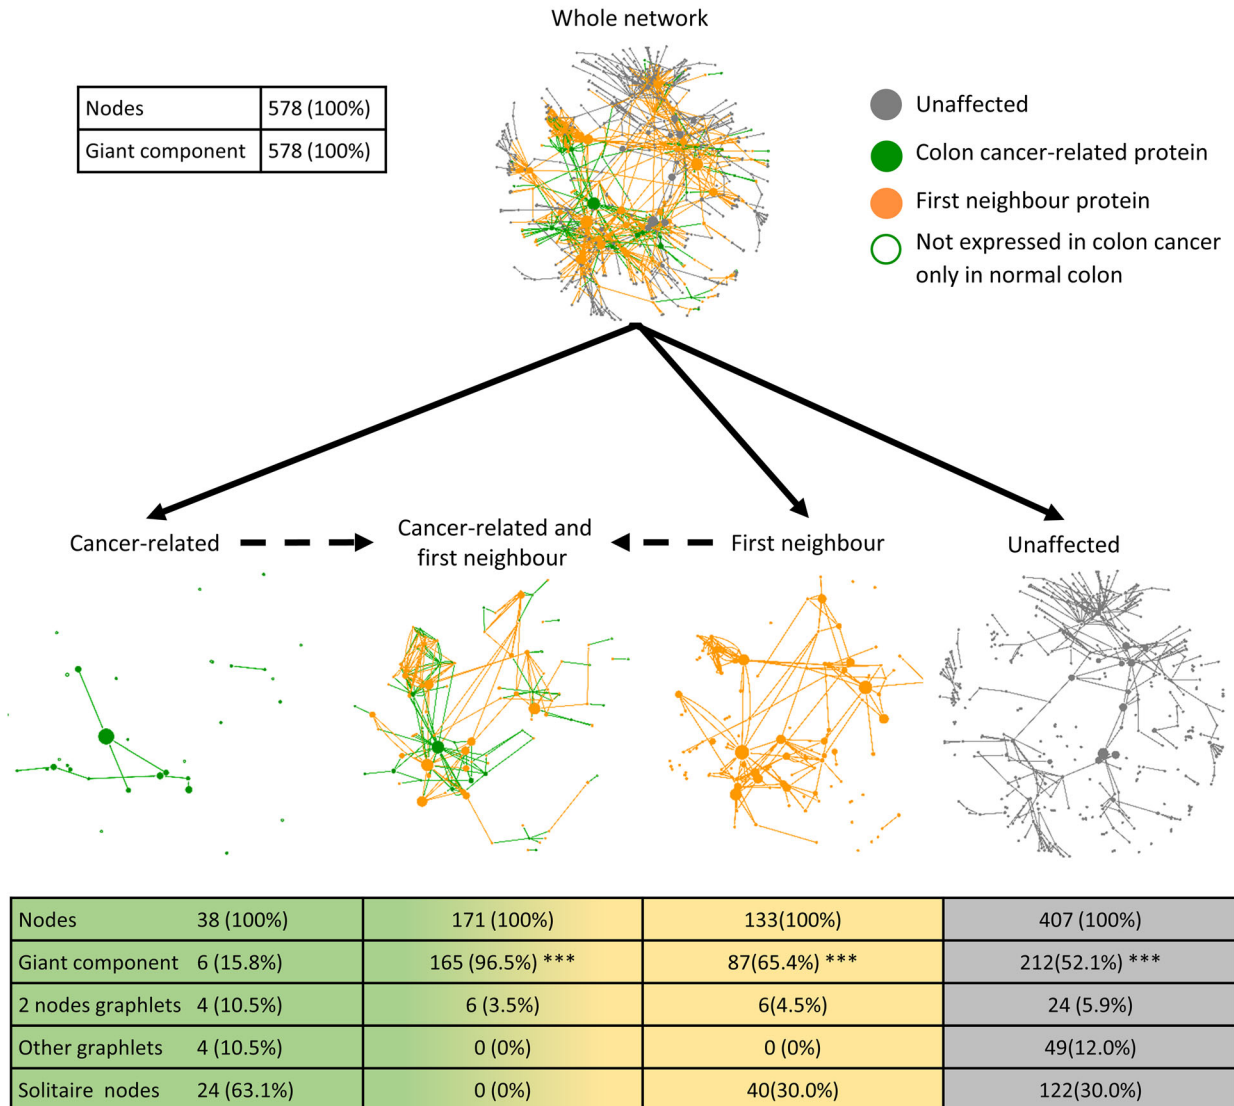 Whole network
Nodes 578 (100%)
Giant component 578 (100%)
Unaffected
Colon cancer-related protein
First neighbour protein
Not expressed in colon cancer
only in normal colon
Cancer-related
Cancer-related and
first neighbour
First neighbour
Unaffected
Nodes 38 (100%) 171 (100%) 133(100%) 407 (100%)
Giant component 6 (15.8%) 165 (96.5%) *** 87(65.4%) *** 212(52.1%) ***
2 nodes graphlets 4 (10.5%) 6 (3.5%) 6(4.5%) 24 (5.9%)
Other graphlets 4 (10.5%) 0 (0%) 0 (0%) 49(12.0%)
Solitaire nodes 24 (63.1%) 0 (0%) 40(30.0%) 122(30.0%)